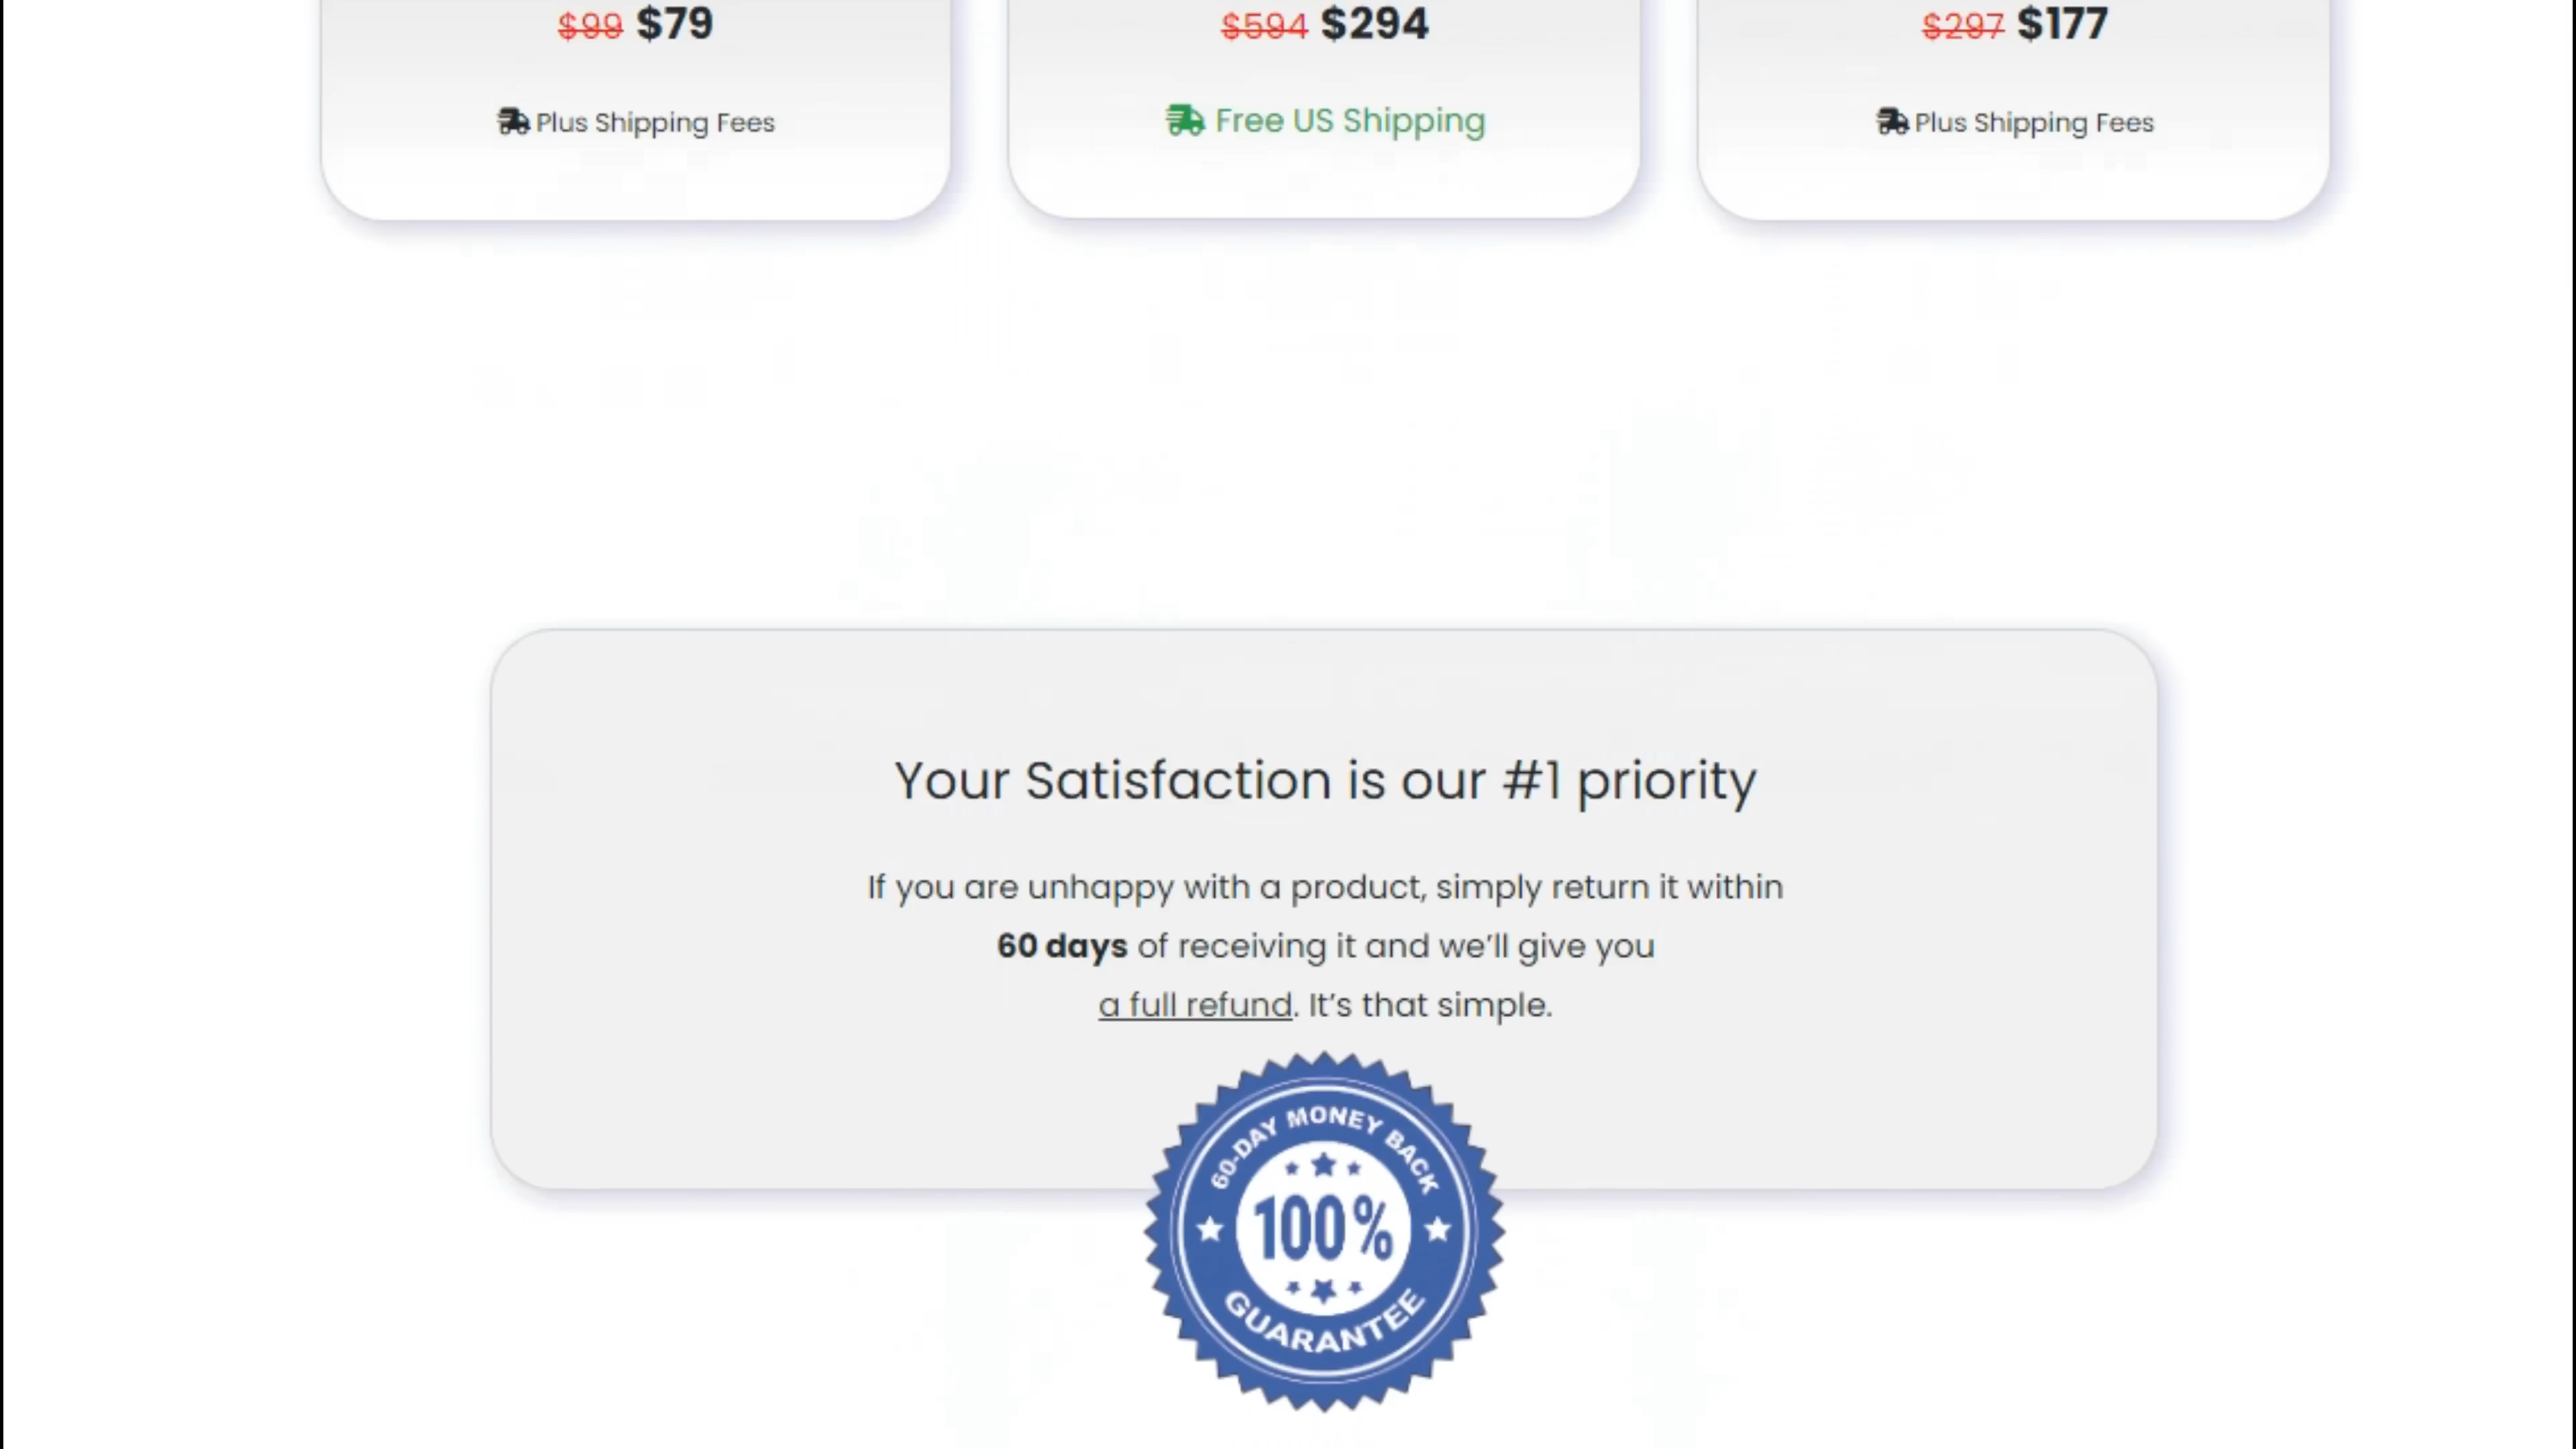 $99 $79
$594 $294
$297 $177
Plus Shipping Fees
Free US Shipping
Plus Shipping Fees
Your Satisfaction is our #1 priority
If you are unhappy with a product, simply return it within
60 days of receiving it and we’ll give you
a full refund. It’s that simple.
60-DAY MONEY BACK
100%
GUARANTEE